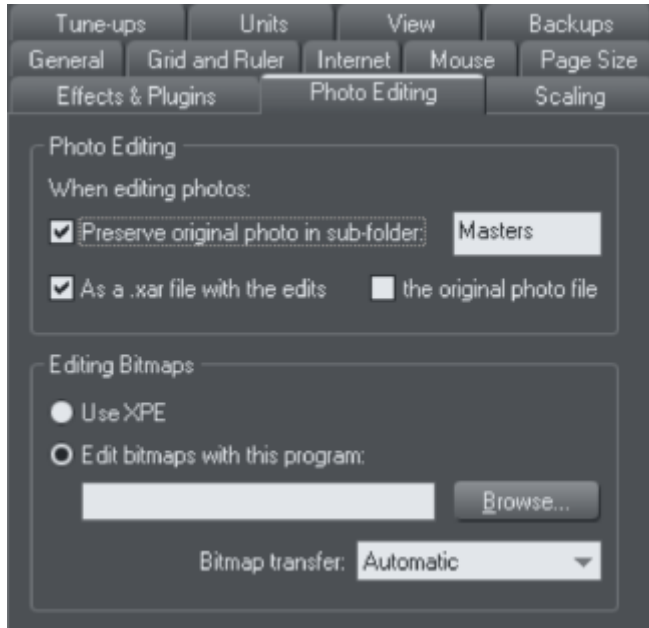 Tune-ups Units View Backups
General Grid and Ruler Internet Mouse Page Size
Effects & Plugins Photo Editing Scaling
Photo Editing
When editing photos:
Preserve original photo in sub-folder: Masters
As a .xar file with the edits the original photo file
Editing Bitmaps
Use XPE
Edit bitmaps with this program:
Browse...
Bitmap transfer: Automatic